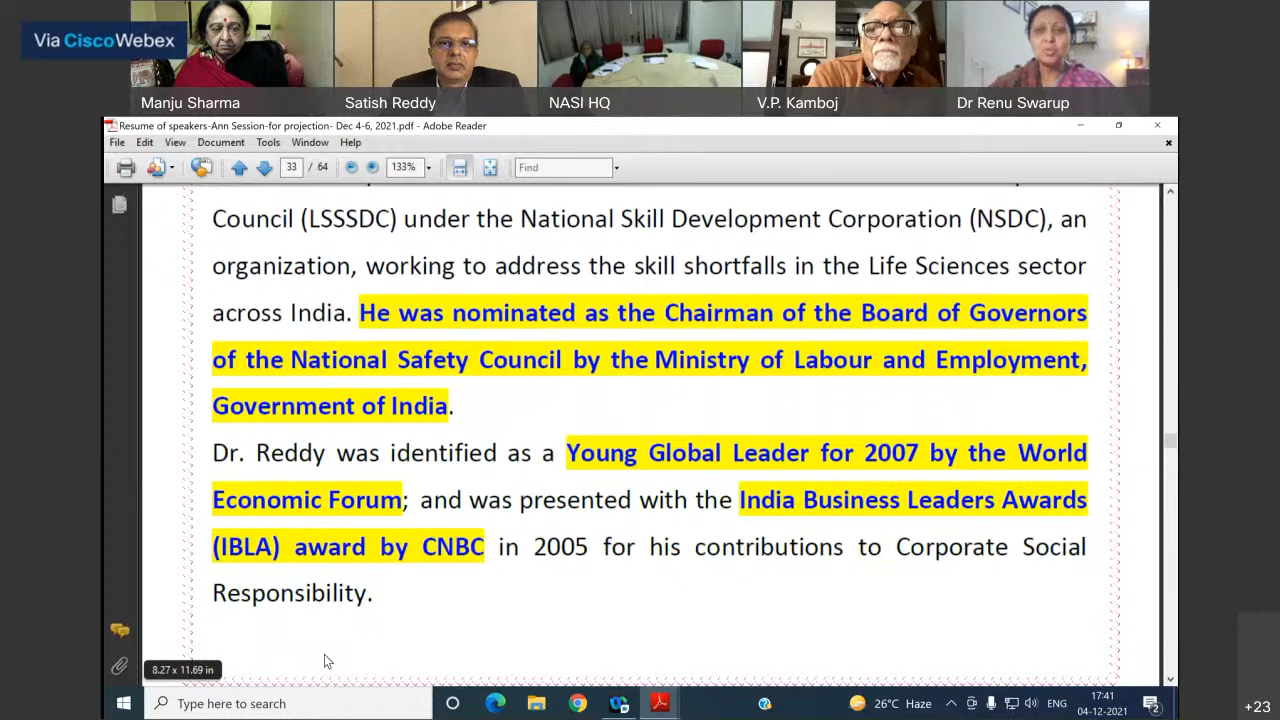 Via Cisco Webex
Manju Sharma
Satish Reddy
NASI HQ
V.P. Kamboj
Dr Renu Swarup
Resume of speakers-Ann Session-for projection- Dec 4-6, 2021.pdf - Adobe Reader
File Edit View Document Tools Window Help
33 / 64 133% Find
Council (LSSSDC) under the National Skill Development Corporation (NSDC), an
organization, working to address the skill shortfalls in the Life Sciences sector
across India. He was nominated as the Chairman of the Board of Governors
of the National Safety Council by the Ministry of Labour and Employment,
Government of India.
Dr. Reddy was identified as a Young Global Leader for 2007 by the World
Economic Forum; and was presented with the India Business Leaders Awards
(IBLA) award by CNBC in 2005 for his contributions to Corporate Social
Responsibility.
8.27 x 11.69 in
Type here to search
26°C Haze
ENG
17:41
04-12-2021
2
+23